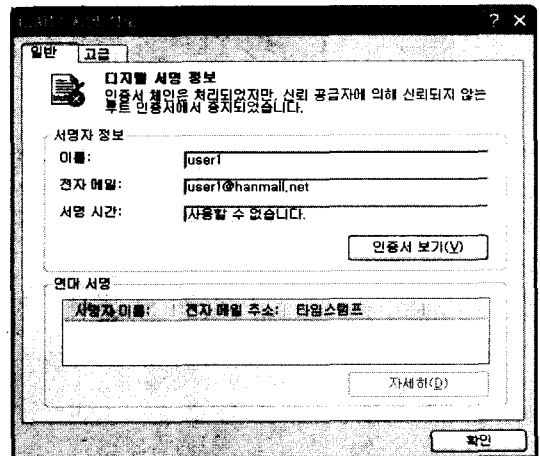 ? ×
일반 고급
디지털 서명 정보
인증서 체인은 처리되었지만, 신뢰 공급자에 의해 신뢰되지 않는
루트 인증서에서 중지되었습니다.
서명자 정보
이름: user1
전자 메일: user1@hanmall.net
서명 시간: 사용할 수 없습니다.
인증서 보기(V)
연대 서명
서명자 이름: 전자 메일 주소: 타임스탬프
자세히(D)
확인